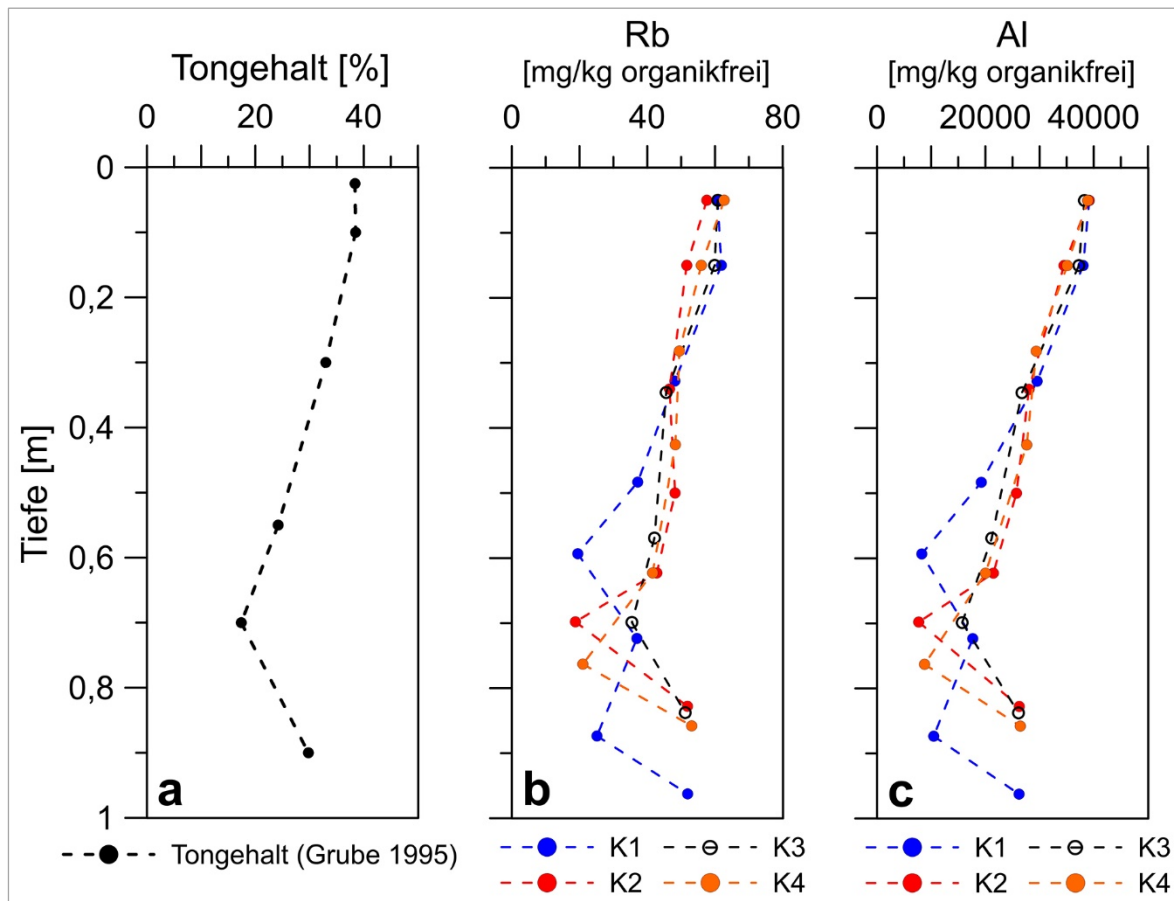 Tongehalt [%]
0 20 40
Rb
[mg/kg organikfrei]
0 40 80
Al
[mg/kg organikfrei]
0 20000 40000
Tiefe [m]
0
0,2
0,4
0,6
0,8
1
a
b
c
Tongehalt (Grube 1995)
K1 K3
K2 K4
K1 K3
K2 K4